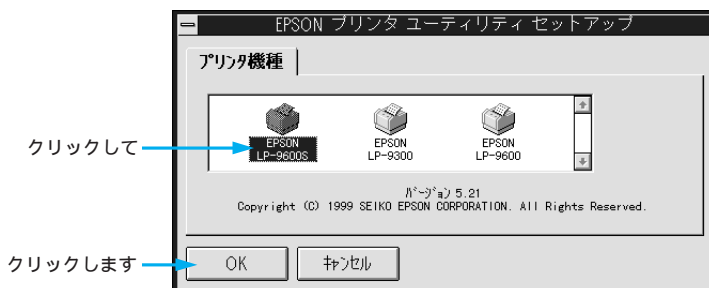 EPSON プリンタ ユーティリティ セットアップ
プリンタ機種
クリックして
EPSON
LP-9600S
EPSON
LP-9300
EPSON
LP-9600
バージョン 5.21
Copyright (C) 1999 SEIKO EPSON CORPORATION. All Rights Reserved.
クリックします
OK
キャンセル